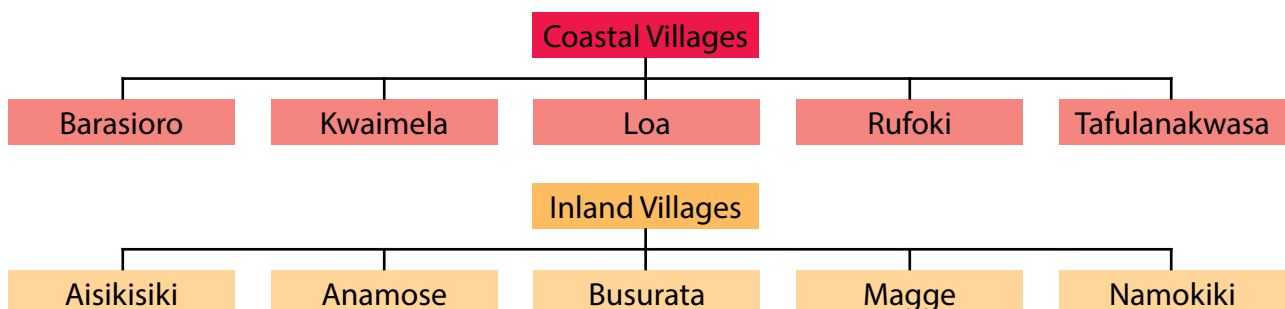 Coastal Villages
Barasioro Kwaimela Loa Rufoki Tafulanakwasa
Inland Villages
Aisikisiki Anamose Busurata Magge Namokiki